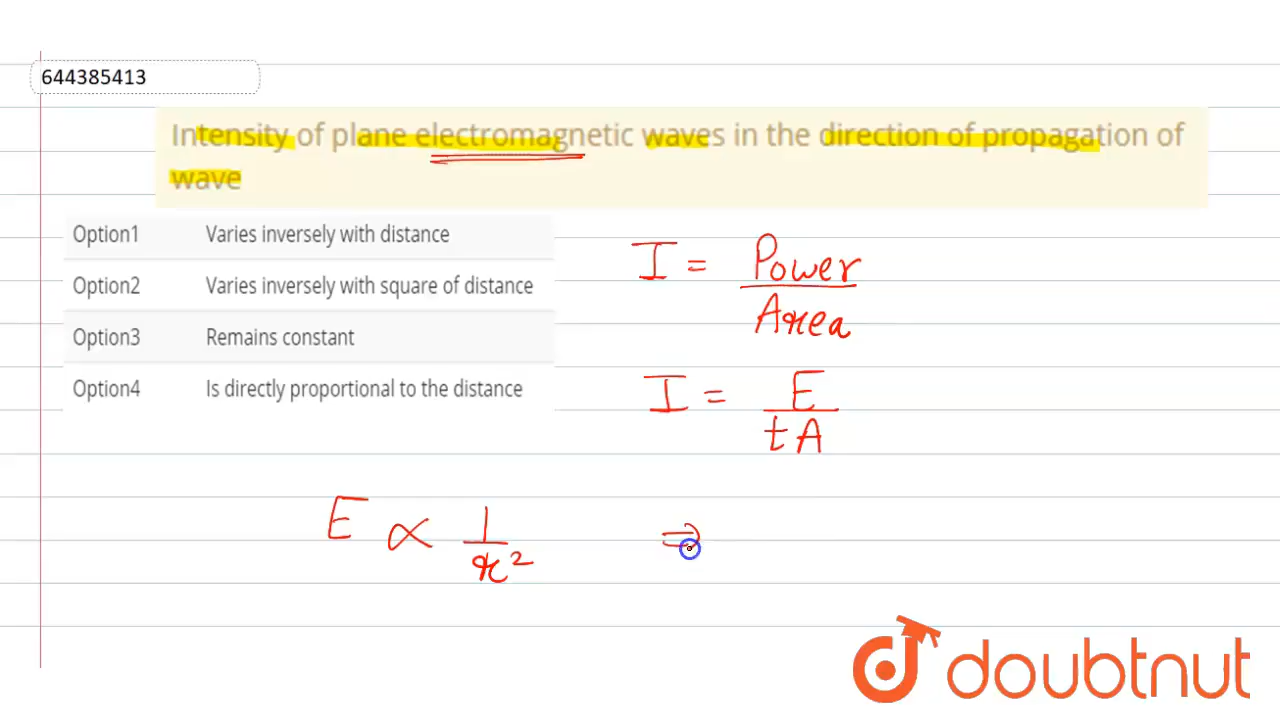 644385413
Intensity of plane electromagnetic waves in the direction of propagation of
wave
Option1 Varies inversely with distance
Option2 Varies inversely with square of distance
Option3 Remains constant
Option4 Is directly proportional to the distance
I = Power / Area
I = E / tA
E ∝ 1 / r² ⇒
doubtnut